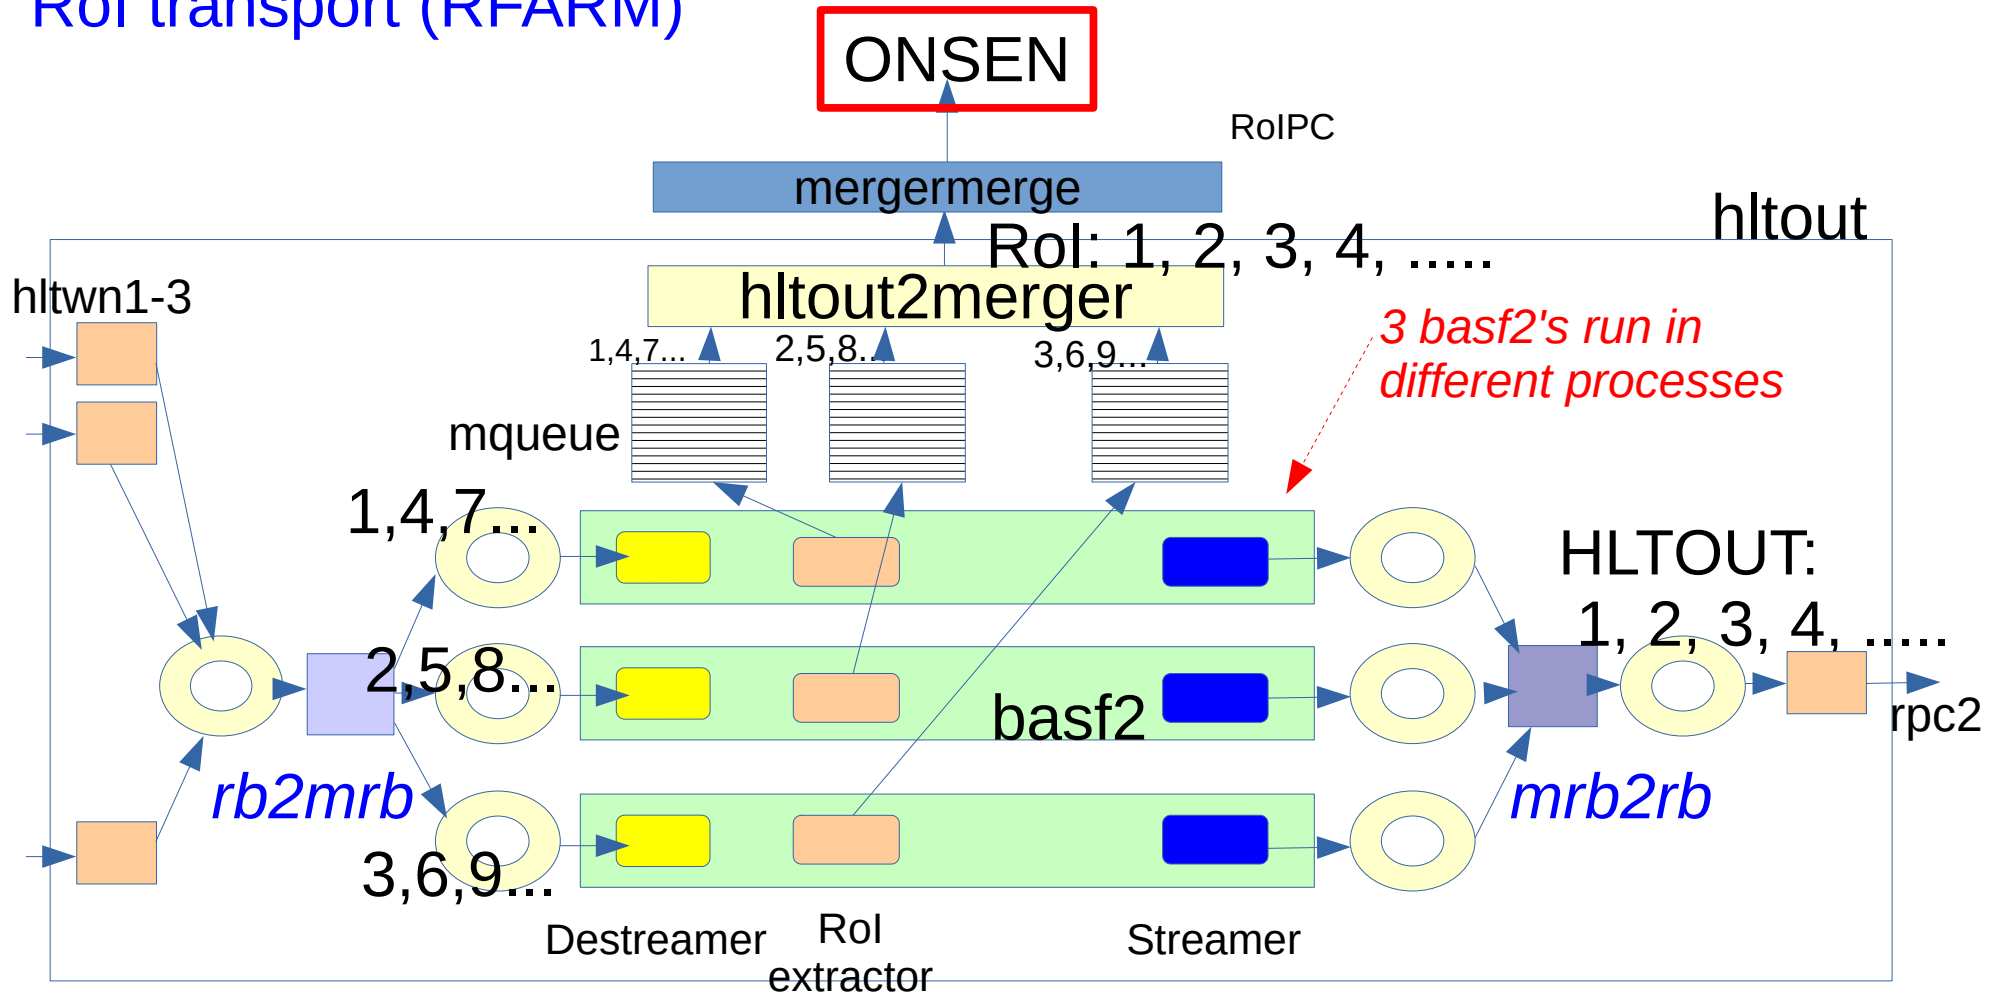 RoI transport (RFARM)
ONSEN
RoIPC
mergermerge
hltout
RoI: 1, 2, 3, 4, .....
hltwn1-3
hltout2merger
3 basf2's run in
different processes
1,4,7...
2,5,8...
3,6,9...
mqueue
1,4,7...
HLTOUT:
1, 2, 3, 4, .....
2,5,8...
basf2
rpc2
rb2mrb
mrb2rb
3,6,9...
Destreamer
RoI
extractor
Streamer